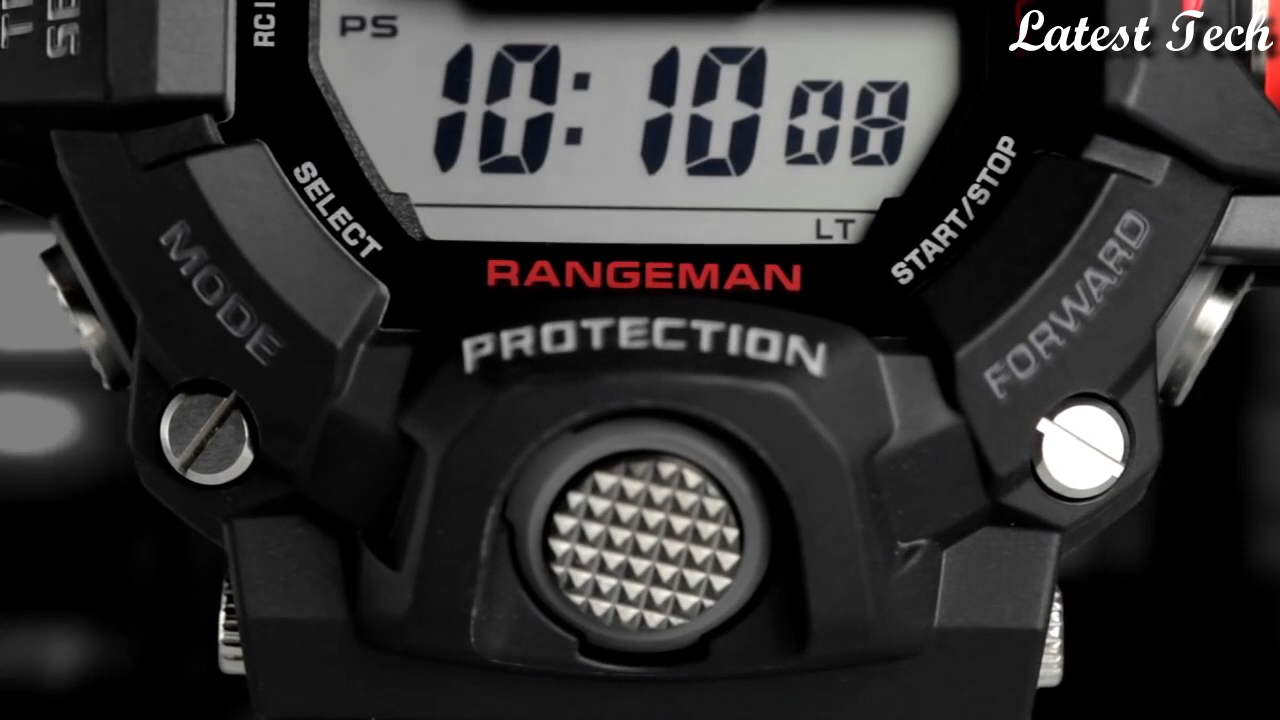 Latest Tech
PS
10:10 08
LT
SELECT
START/STOP
RANGEMAN
PROTECTION
MODE
FORWARD